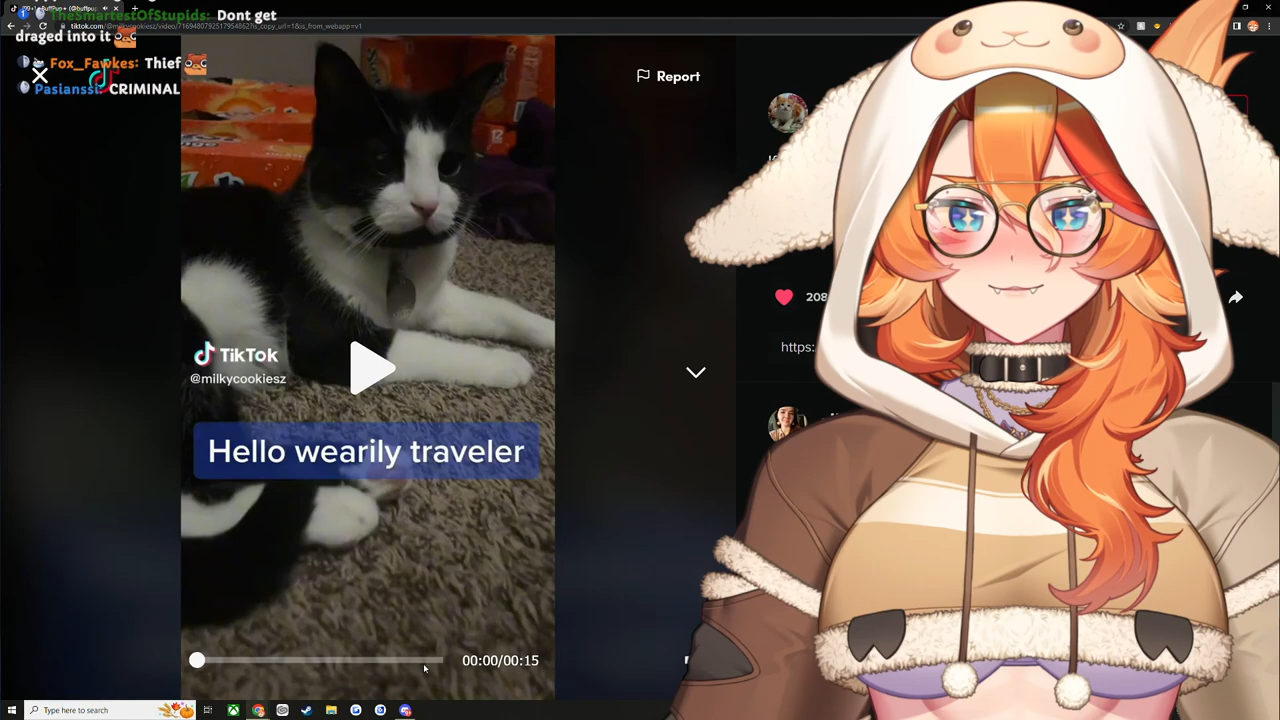 TheSmartestOfStupids: Dont get
draged into it
Fox_Fawkes: Thief
Pasianssi: CRIMINAL
Report
208
https:
TikTok
@milkycookiesz
Hello wearily traveler
00:00/00:15
Type here to search